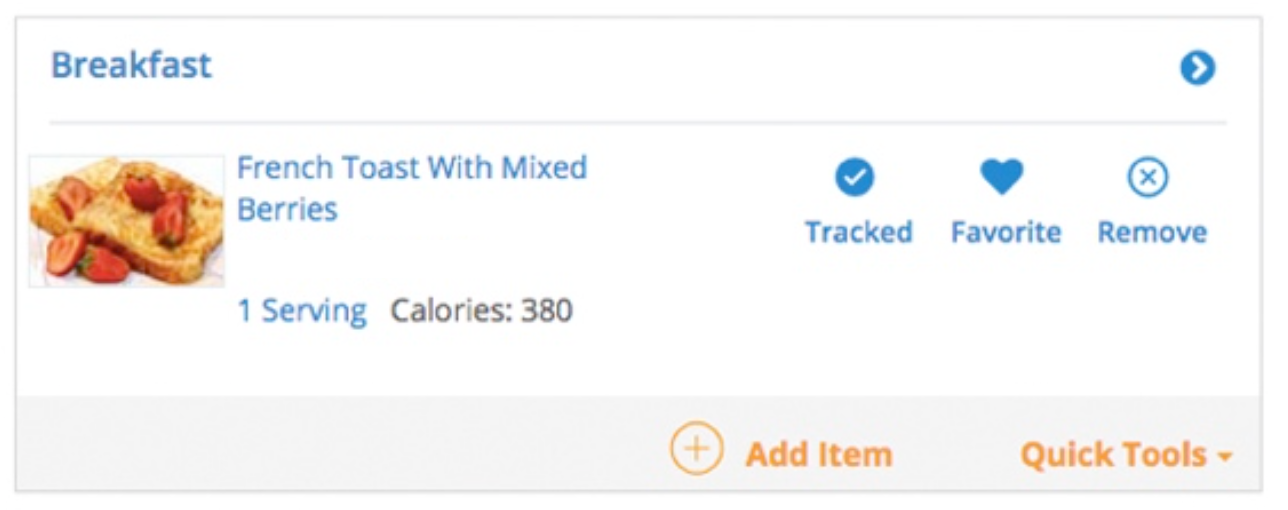 Breakfast
French Toast With Mixed
Berries
Tracked
Favorite
Remove
1 Serving Calories: 380
Add Item
Quick Tools